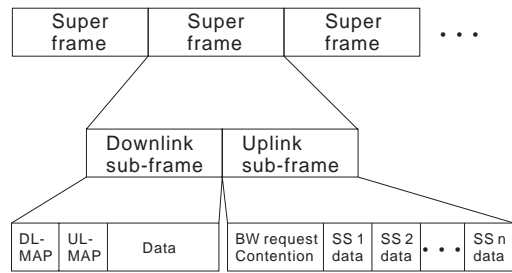 Super frame
Super frame
Super frame
• • •
Downlink sub-frame
Uplink sub-frame
DL-MAP
UL-MAP
Data
BW request Contention
SS 1 data
SS 2 data
• • •
SS n data